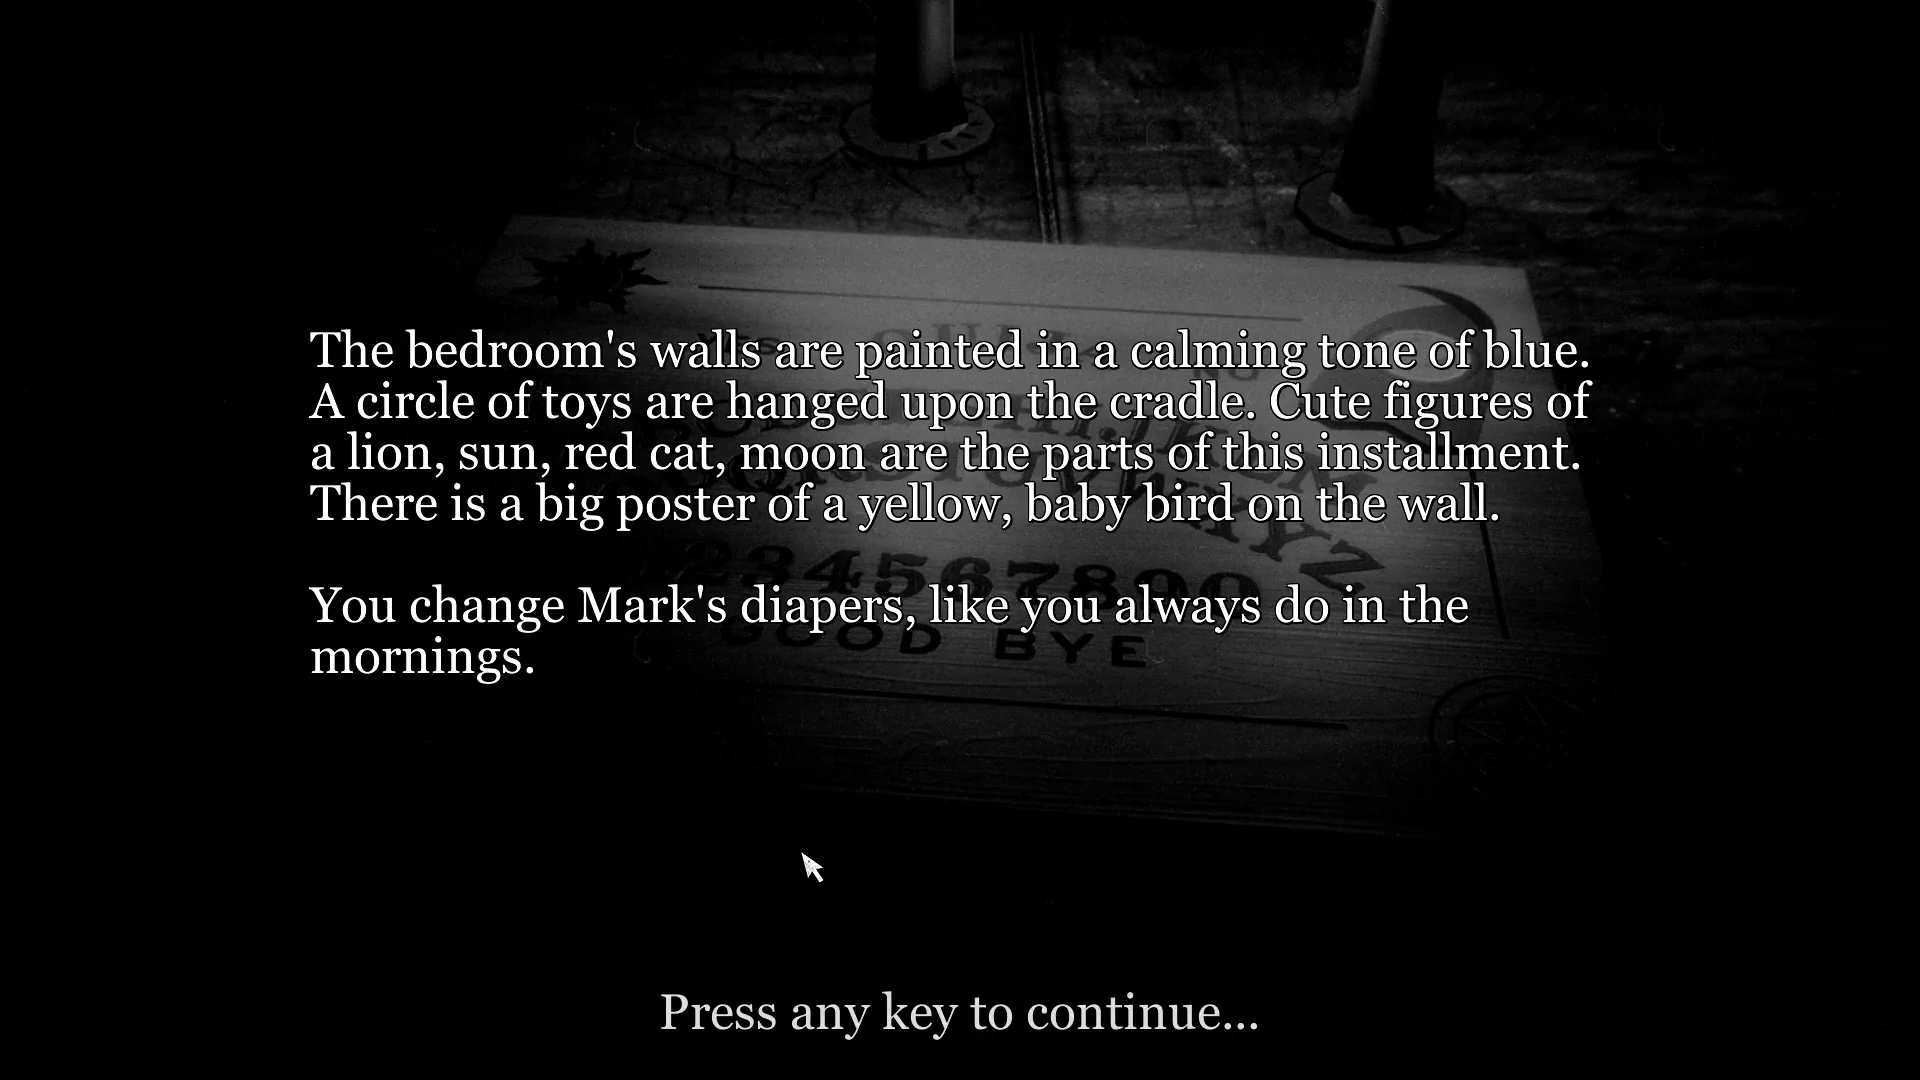 The bedroom's walls are painted in a calming tone of blue.
A circle of toys are hanged upon the cradle. Cute figures of
a lion, sun, red cat, moon are the parts of this installment.
There is a big poster of a yellow, baby bird on the wall.
1234567890
You change Mark's diapers, like you always do in the
mornings.
GOOD BYE
Press any key to continue...